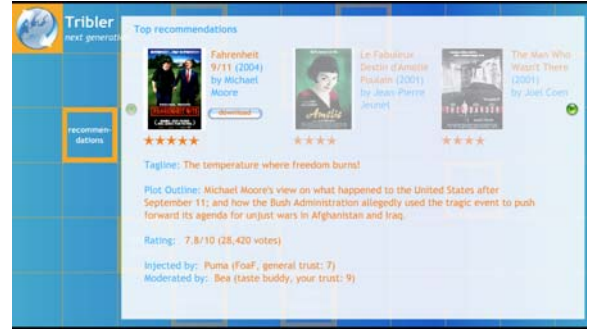 Tribler
next generati
Top recommendations
Fahrenheit
9/11 (2004)
by Michael
Moore
download
Le Fabuleux
Destin d'Amélie
Poulain (2001)
by Jean-Pierre
Jeunet
The Man Who
Wasn't There
(2001)
by Joel Coen
Amélie
recommen-
dations
Tagline: The temperature where freedom burns!
Plot Outline: Michael Moore's view on what happened to the United States after
September 11; and how the Bush Administration allegedly used the tragic event to push
forward its agenda for unjust wars in Afghanistan and Iraq.
Rating: 7.8/10 (28,420 votes)
Injected by: Puma (FoaF, general trust: 7)
Moderated by: Bea (taste buddy, your trust: 9)